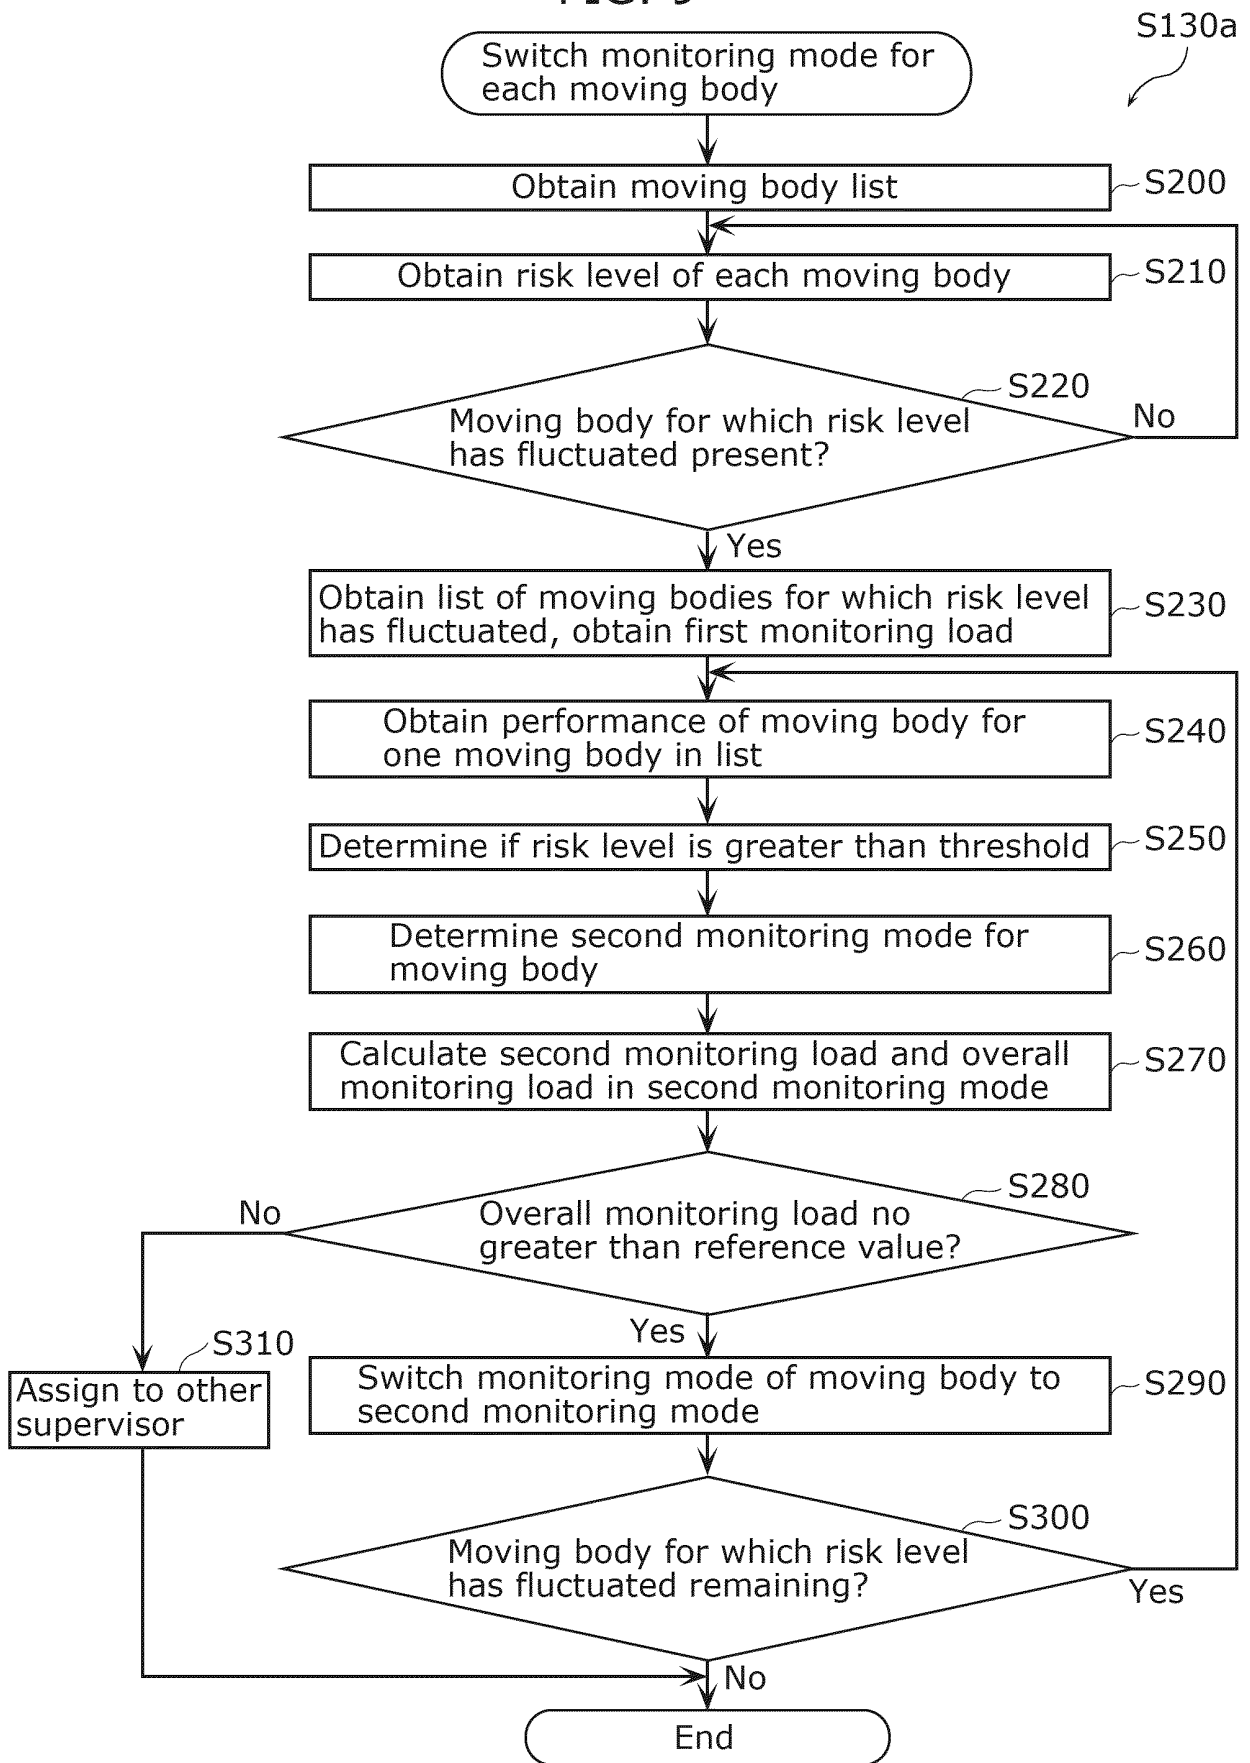 S130a
Switch monitoring mode for
each moving body
Obtain moving body list
S200
Obtain risk level of each moving body
S210
S220
Moving body for which risk level
has fluctuated present?
No
Yes
Obtain list of moving bodies for which risk level
has fluctuated, obtain first monitoring load
S230
Obtain performance of moving body for
one moving body in list
S240
Determine if risk level is greater than threshold
S250
Determine second monitoring mode for
moving body
S260
Calculate second monitoring load and overall
monitoring load in second monitoring mode
S270
S280
No
Overall monitoring load no
greater than reference value?
Yes
S310
Assign to other
supervisor
Switch monitoring mode of moving body to
second monitoring mode
S290
S300
Moving body for which risk level
has fluctuated remaining?
Yes
No
End